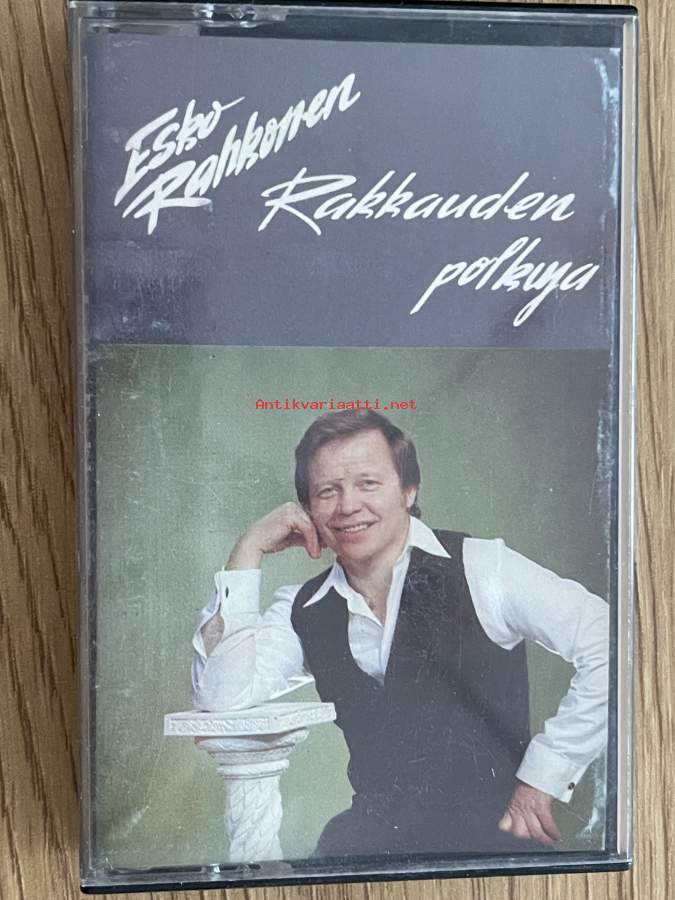 Esko
Rahkonen
Rakkauden
polkuja
Antikvariaatti.net